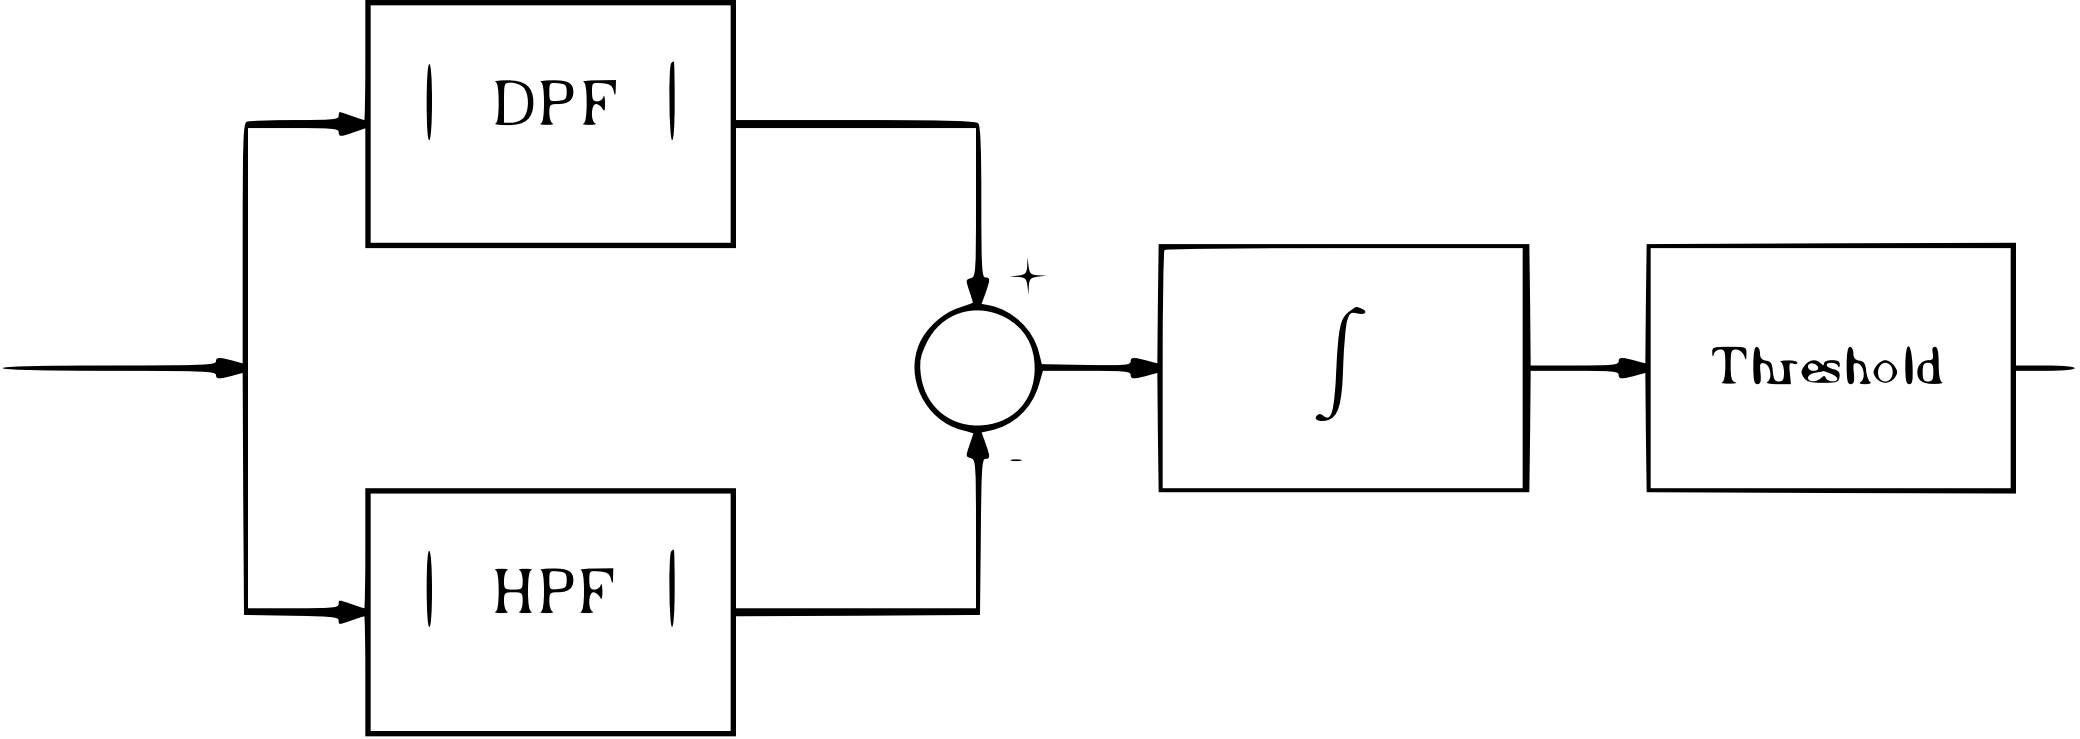 | DPF |
+
∫
Threshold
-
| HPF |